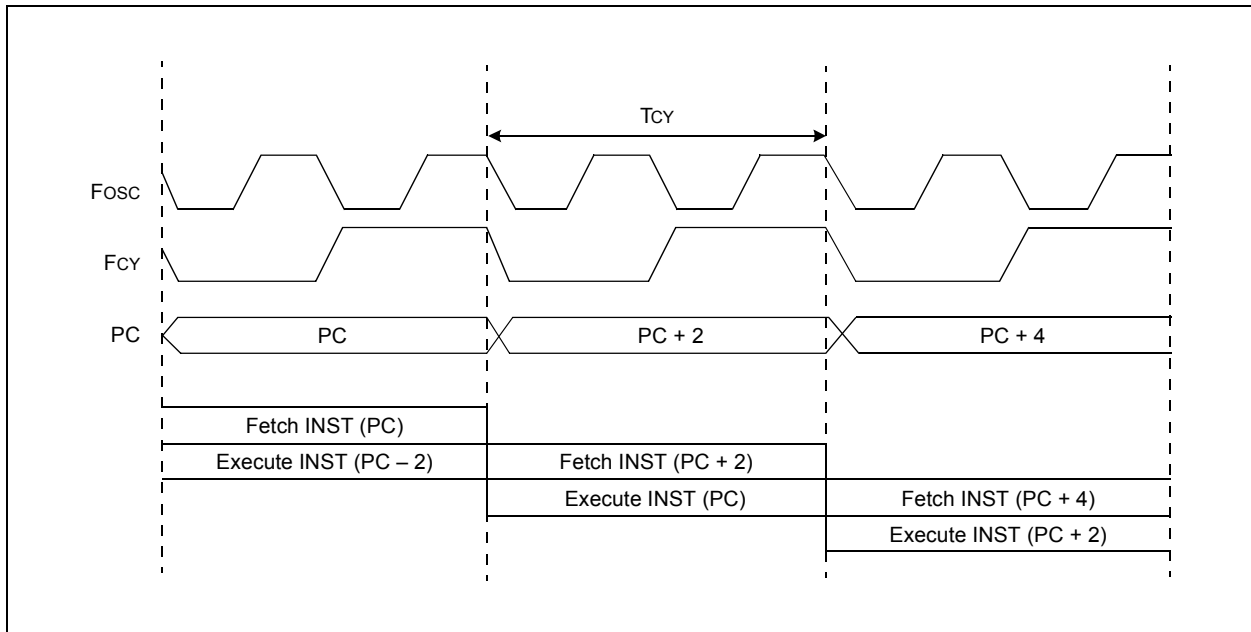 TCY
FOSC
FCY
PC PC PC + 2 PC + 4
Fetch INST (PC)
Execute INST (PC – 2) Fetch INST (PC + 2)
Execute INST (PC) Fetch INST (PC + 4)
Execute INST (PC + 2)